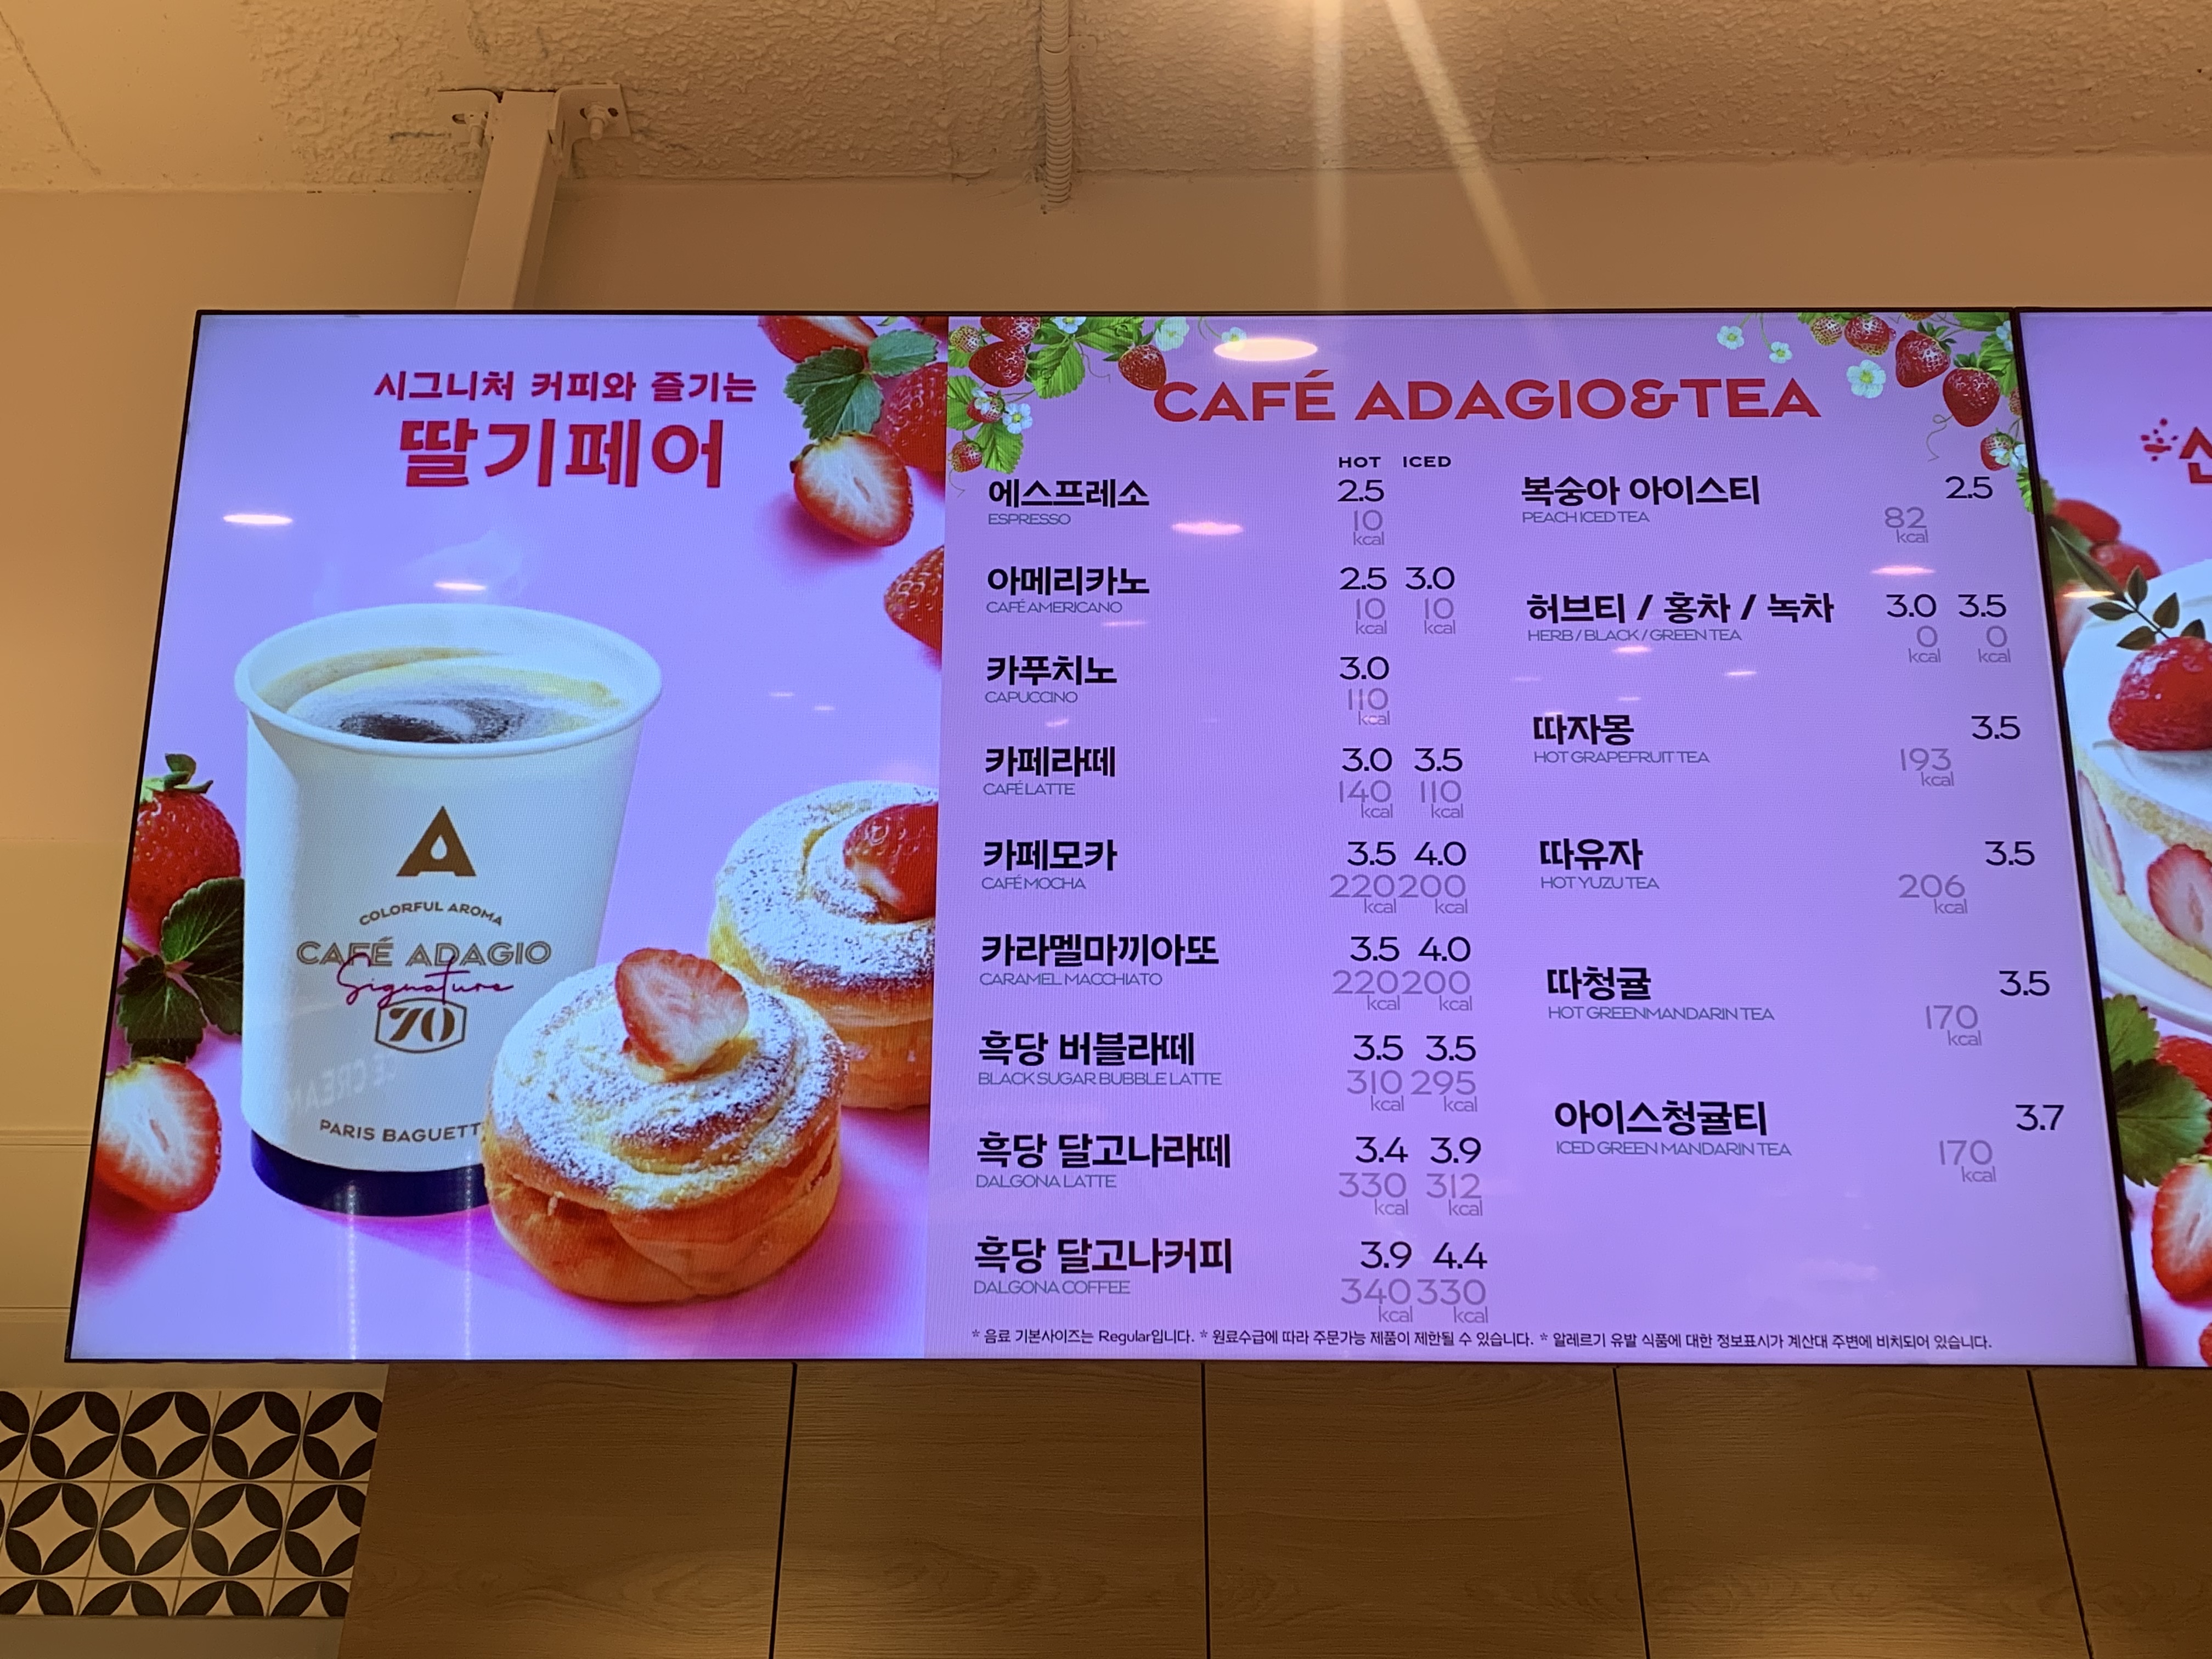 시그니처 커피와 즐기는
딸기페어
A
COLORFUL AROMA
CAFÉ ADAGIO
Signature
70
PARIS BAGUETT
CAFÉ ADAGIO&TEA
HOT ICED
에스프레소 2.5
ESPRESSO 10
kcal
아메리카노 2.5 3.0
CAFÉ AMERICANO 10 10
kcal kcal
카푸치노 3.0
CAPUCCINO 110
kcal
카페라떼 3.0 3.5
CAFÉ LATTE 140 110
kcal kcal
카페모카 3.5 4.0
CAFÉ MOCHA 220 200
kcal kcal
카라멜마끼아또 3.5 4.0
CARAMEL MACCHIATO 220 200
kcal kcal
흑당 버블라떼 3.5 3.5
BLACK SUGAR BUBBLE LATTE 310 295
kcal kcal
흑당 달고나라떼 3.4 3.9
DALGONA LATTE 330 312
kcal kcal
흑당 달고나커피 3.9 4.4
DALGONA COFFEE 340 330
kcal kcal
복숭아 아이스티 2.5
PEACH ICED TEA 82
kcal
허브티 / 홍차 / 녹차 3.0 3.5
HERB / BLACK / GREEN TEA 0 0
kcal kcal
따자몽 3.5
HOT GRAPEFRUIT TEA 193
kcal
따유자 3.5
HOT YUZU TEA 206
kcal
따청귤 3.5
HOT GREENMANDARIN TEA 170
kcal
아이스청귤티 3.7
ICED GREEN MANDARIN TEA 170
kcal
* 음료 기본사이즈는 Regular입니다. * 원료수급에 따라 주문가능 제품이 제한될 수 있습니다. * 알레르기 유발 식품에 대한 정보표시가 계산대 주변에 비치되어 있습니다.